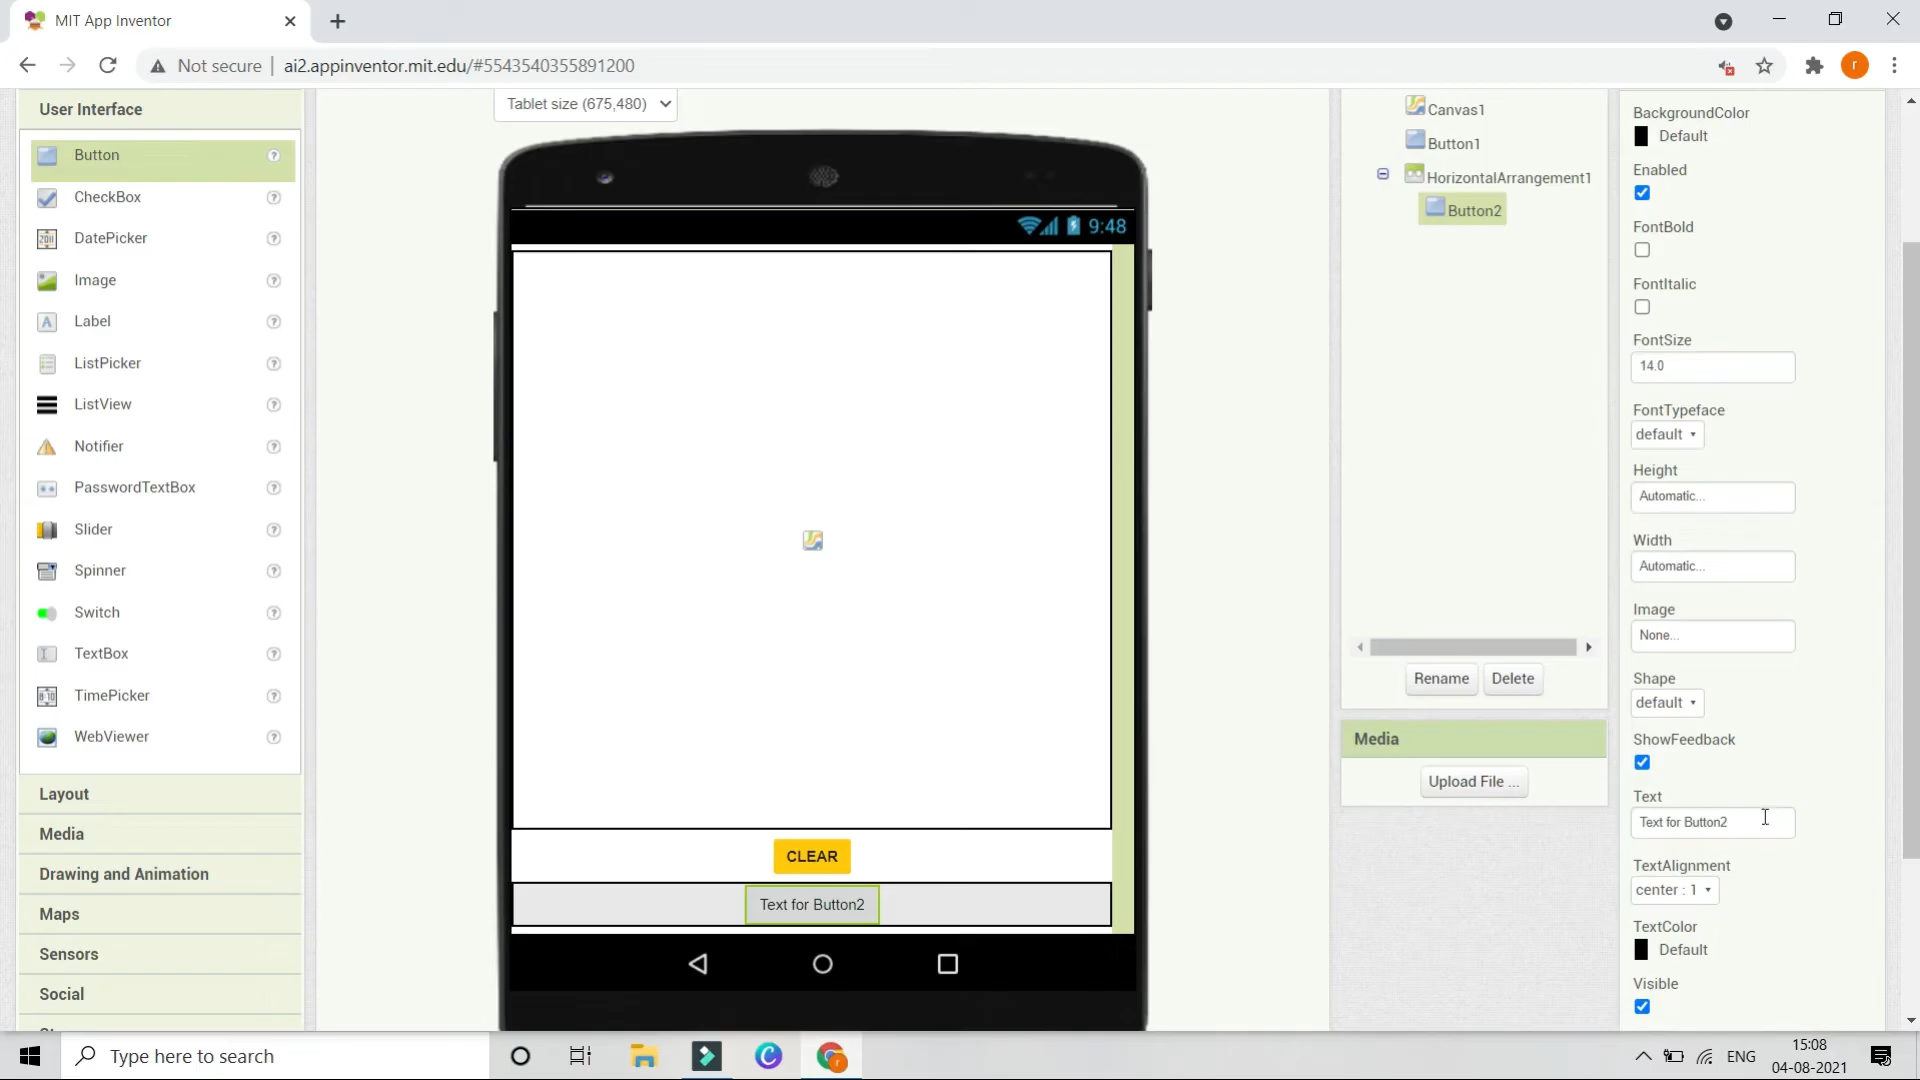 MIT App Inventor
Not secure
ai2.appinventor.mit.edu/#5543540355891200
r
User Interface
Button
CheckBox
DatePicker
Image
Label
ListPicker
ListView
Notifier
PasswordTextBox
Slider
Spinner
Switch
TextBox
TimePicker
WebViewer
Layout
Media
Drawing and Animation
Maps
Sensors
Social
Tablet size (675,480)
9:48
CLEAR
Text for Button2
Canvas1
Button1
HorizontalArrangement1
Button2
Rename
Delete
Media
Upload File ...
BackgroundColor
Default
Enabled
FontBold
FontItalic
FontSize
14.0
FontTypeface
default
Height
Automatic...
Width
Automatic...
Image
None...
Shape
default
ShowFeedback
Text
Text for Button2
TextAlignment
center : 1
TextColor
Default
Visible
Type here to search
ENG
15:08
04-08-2021